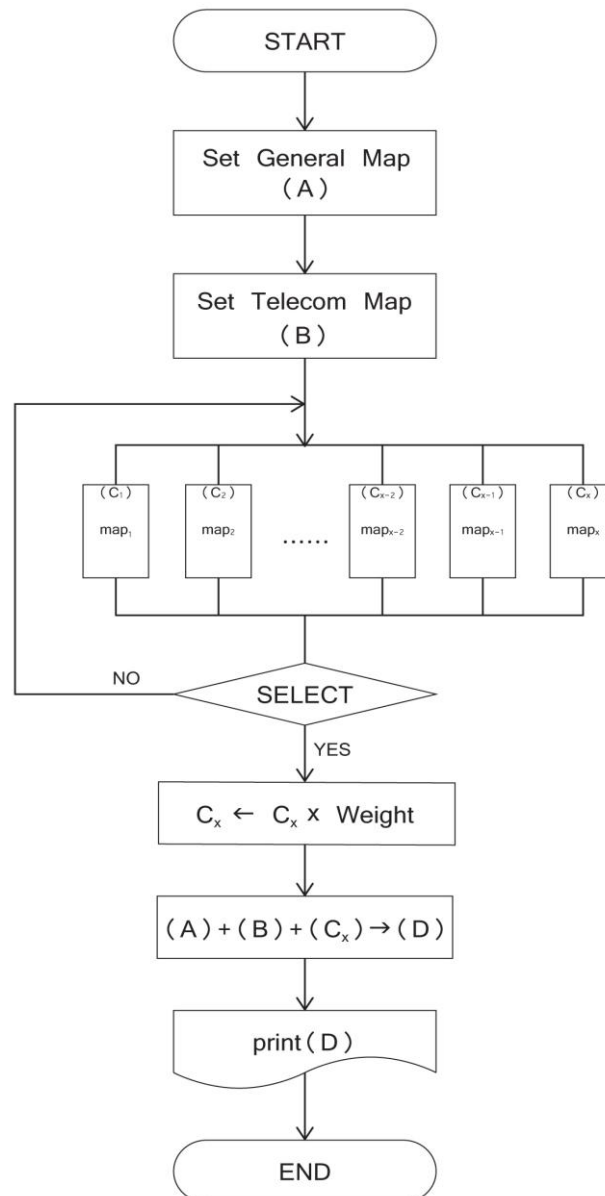 START
Set General Map
(A)
Set Telecom Map
(B)
(C₁) (C₂) (Cₓ₋₂) (Cₓ₋₁) (Cₓ)
map₁ map₂ ...... mapₓ₋₂ mapₓ₋₁ mapₓ
NO
SELECT
YES
Cₓ ← Cₓ x Weight
(A)+(B)+(Cₓ)→(D)
print(D)
END